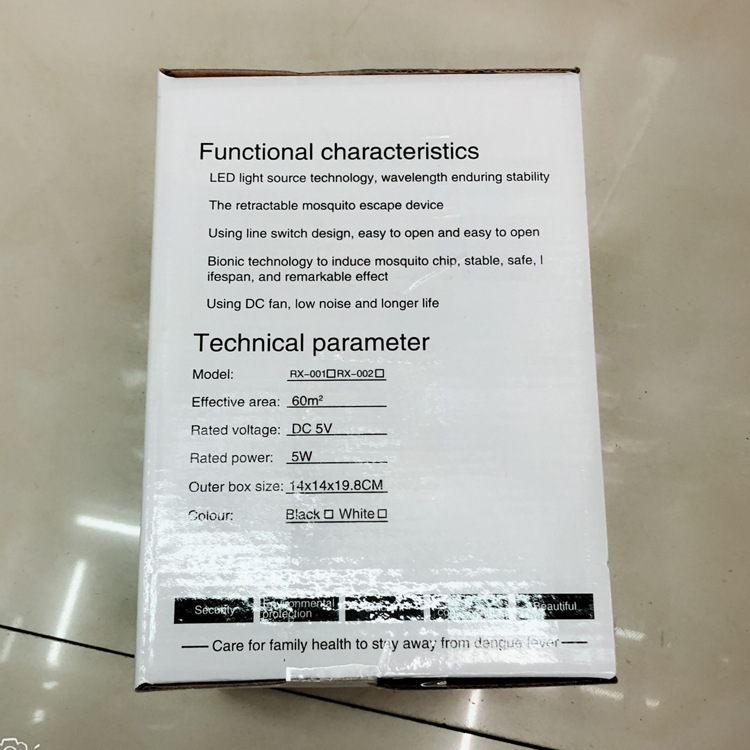 Functional characteristics
LED light source technology, wavelength enduring stability
The retractable mosquito escape device
Using line switch design, easy to open and easy to open
Bionic technology to induce mosquito chip, stable, safe, l
ifespan, and remarkable effect
Using DC fan, low noise and longer life
Technical parameter
Model: RX-001□RX-002□
Effective area: 60m²
Rated voltage: DC 5V
Rated power: 5W
Outer box size: 14x14x19.8CM
Colour: Black □ White □
Security
Environmental
protection
Beautiful
Care for family health to stay away from dengue fever